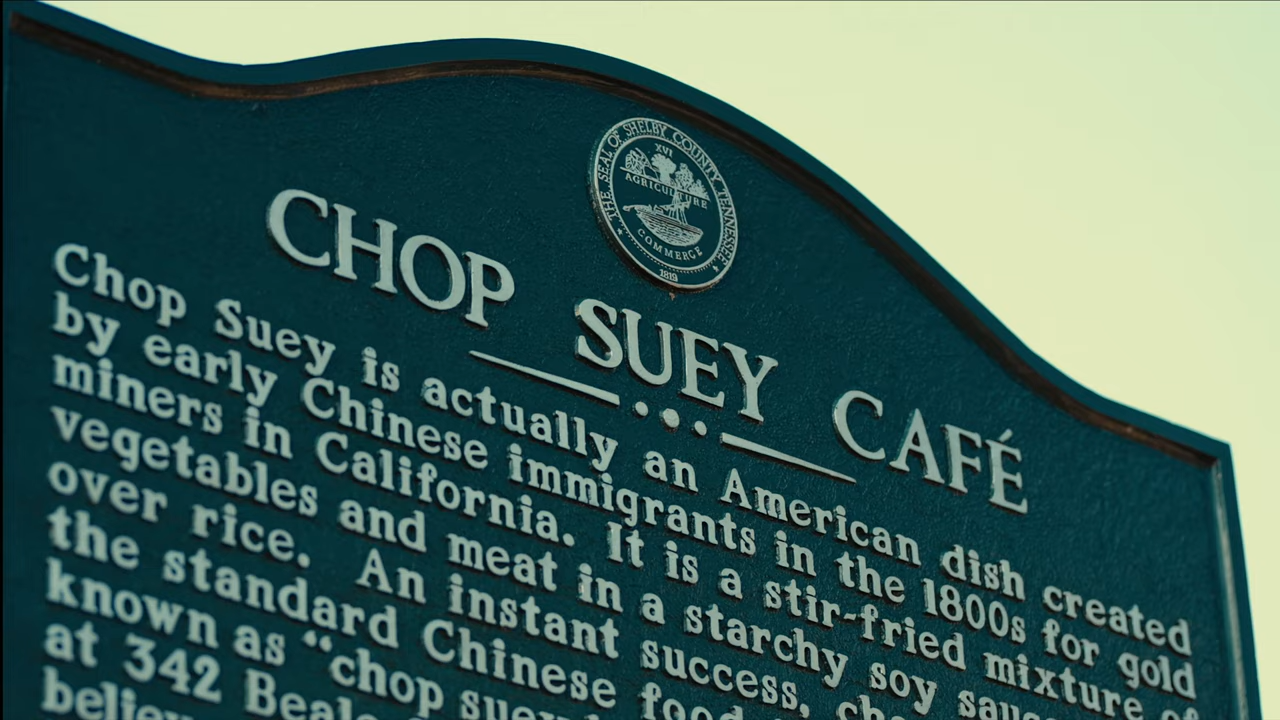 THE SEAL OF SHELBY COUNTY TENNESSEE
XVI
AGRICULTURE
COMMERCE
1819
CHOP SUEY CAFÉ
Chop Suey is actually an American dish created
by early Chinese immigrants in the 1800s for gold
miners in California. It is a stir-fried mixture of
vegetables and meat in a starchy soy
over rice. An instant success,
the standard Chinese food
known as “chop suey
at 342